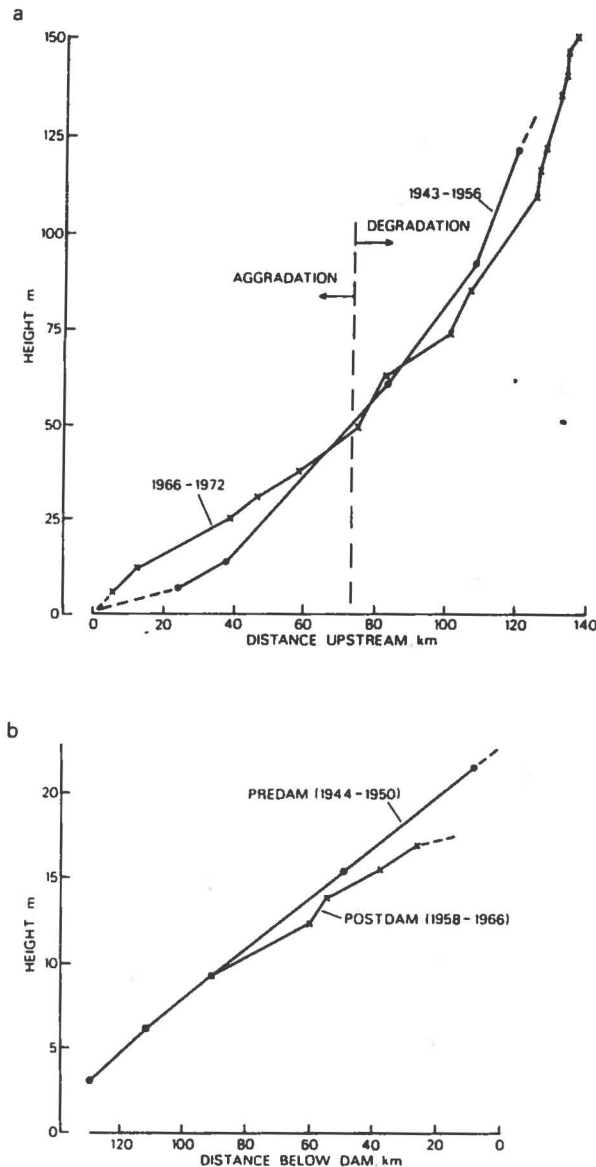 a
150
125
100
75
50
25
0
HEIGHT m
1943-1956
DEGRADATION
AGGRADATION
1966-1972
0 20 40 60 80 100 120 140
DISTANCE UPSTREAM, km
b
20
15
10
5
0
HEIGHT m
PREDAM (1944-1950)
POSTDAM (1958-1966)
120 100 80 60 40 20 0
DISTANCE BELOW DAM, km